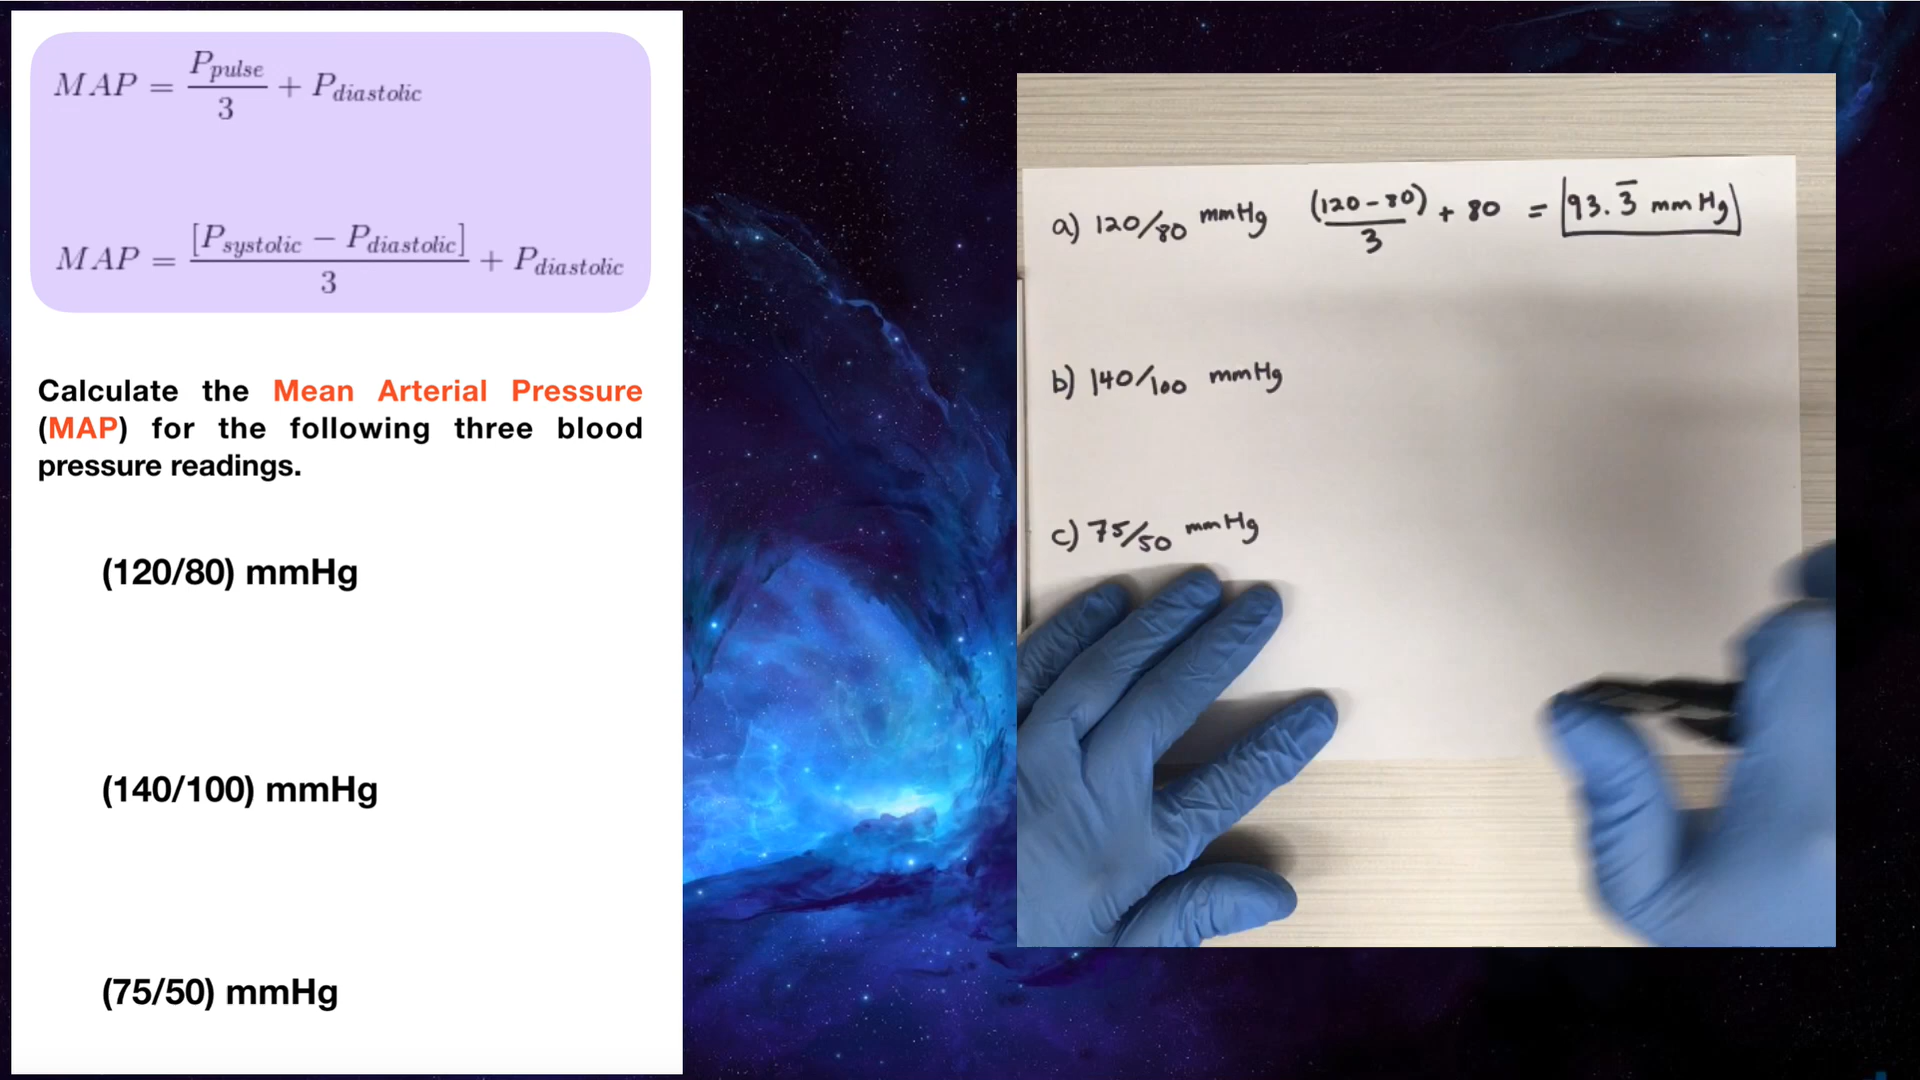 MAP = P_pulse/3 + P_diastolic
MAP = [P_systolic − P_diastolic]/3 + P_diastolic
Calculate the Mean Arterial Pressure
(MAP) for the following three blood
pressure readings.
(120/80) mmHg
(140/100) mmHg
(75/50) mmHg
a) 120/80 mmHg (120-80)/3 + 80 = 93.3̅ mmHg
b) 140/100 mmHg
c) 75/50 mmHg